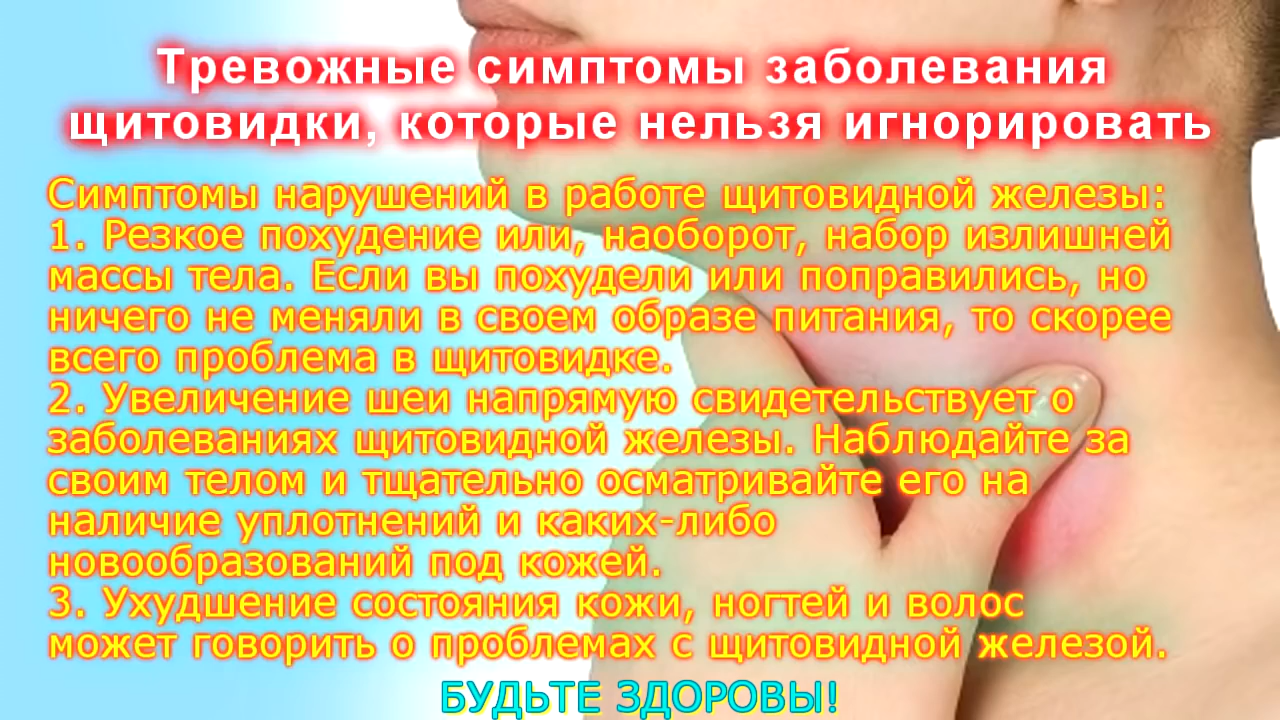 Тревожные симптомы заболевания
щитовидки, которые нельзя игнорировать
Симптомы нарушений в работе щитовидной железы:
1. Резкое похудение или, наоборот, набор излишней
массы тела. Если вы похудели или поправились, но
ничего не меняли в своем образе питания, то скорее
всего проблема в щитовидке.
2. Увеличение шеи напрямую свидетельствует о
заболеваниях щитовидной железы. Наблюдайте за
своим телом и тщательно осматривайте его на
наличие уплотнений и каких-либо
новообразований под кожей.
3. Ухудшение состояния кожи, ногтей и волос
может говорить о проблемах с щитовидной железой.
БУДЬТЕ ЗДОРОВЫ!